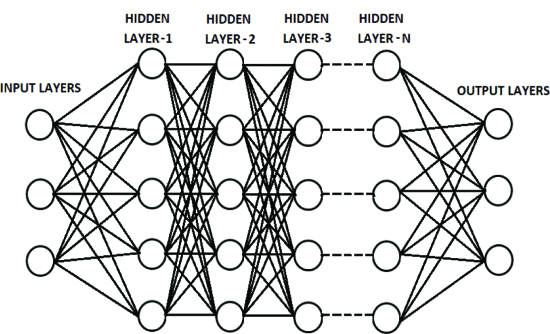 HIDDEN
LAYER-1
HIDDEN
LAYER-2
HIDDEN
LAYER-3
HIDDEN
LAYER-N
INPUT LAYERS
OUTPUT LAYERS